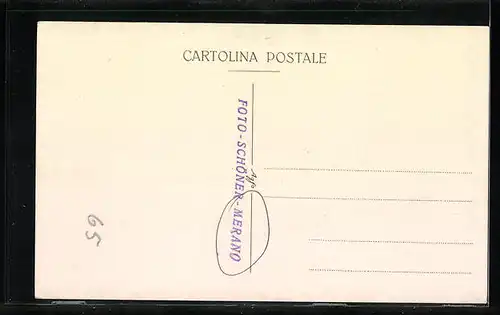 CARTOLINA POSTALE
FOTO-SCHÖNER-MERANO
65